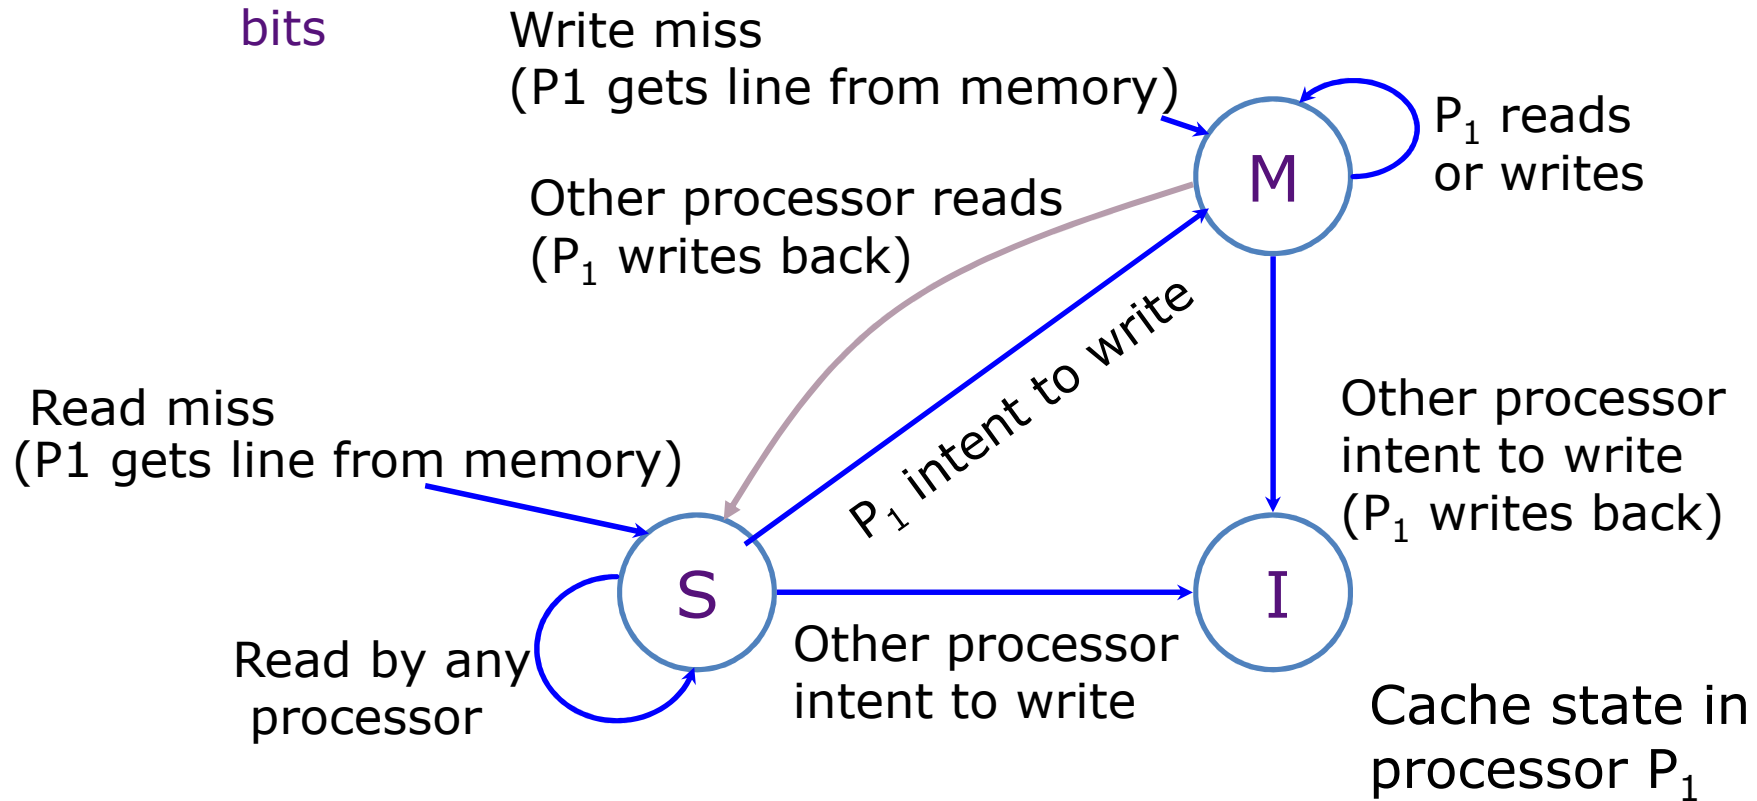 bits
Write miss
(P1 gets line from memory)
P₁ reads
or writes
M
Other processor reads
(P₁ writes back)
P₁ intent to write
Read miss
(P1 gets line from memory)
Other processor
intent to write
(P₁ writes back)
S
I
Read by any
processor
Other processor
intent to write
Cache state in
processor P₁